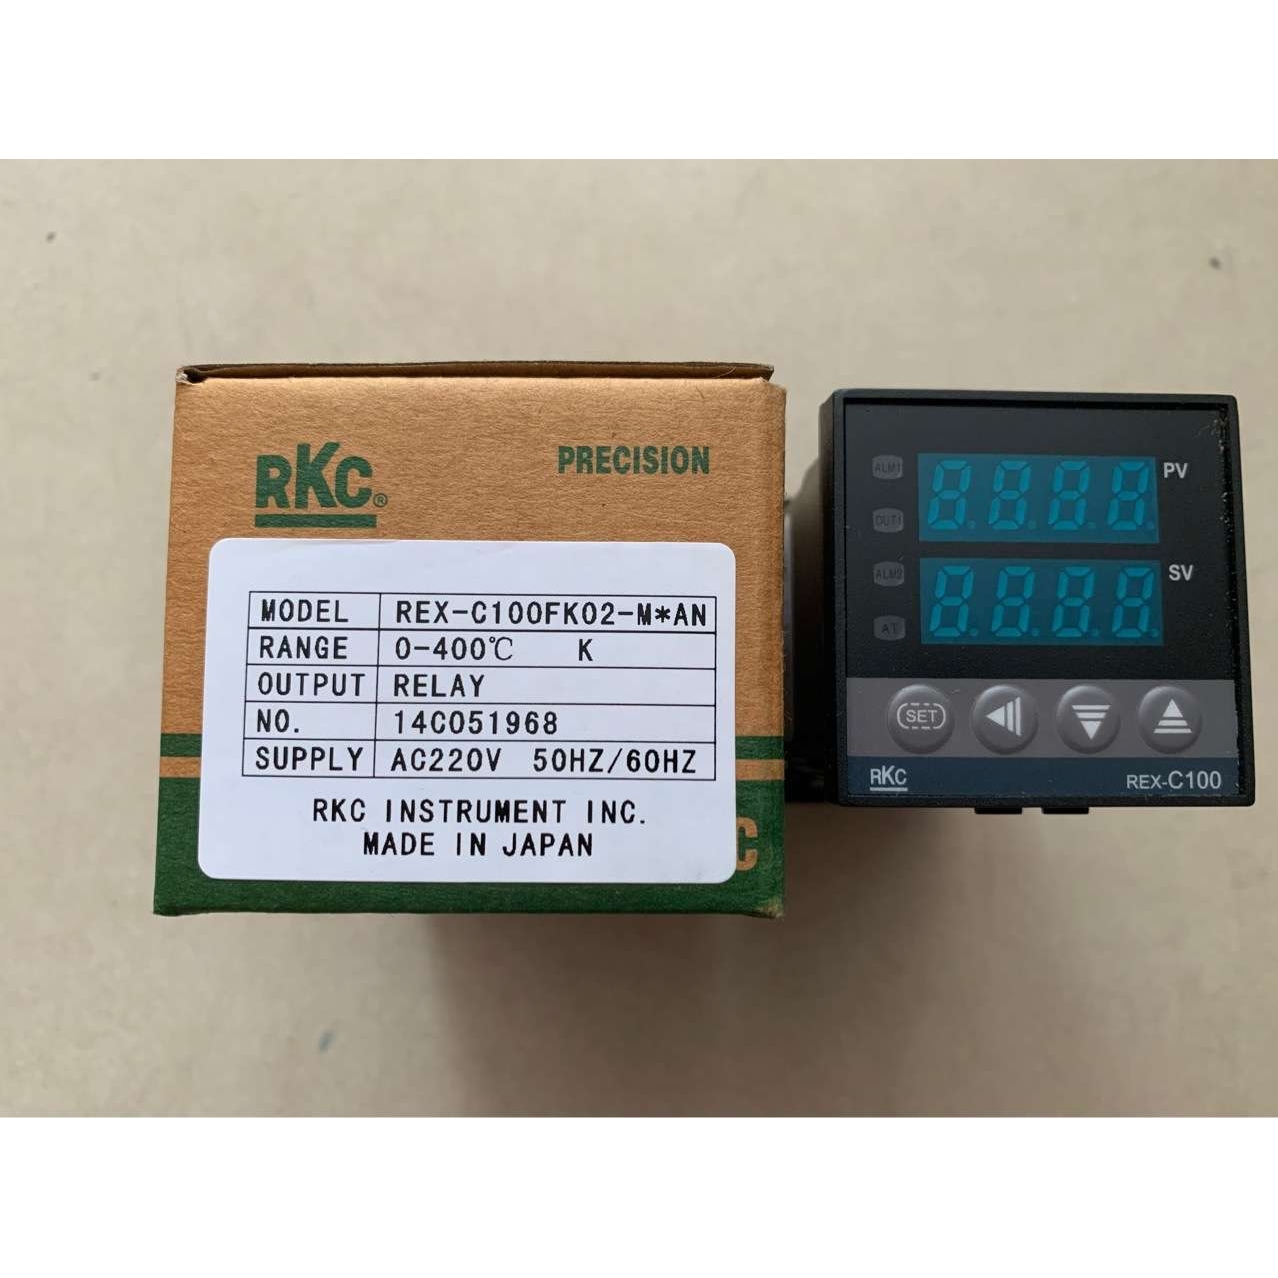 RKC®
PRECISION
MODEL REX-C100FK02-M*AN
RANGE 0-400℃ K
OUTPUT RELAY
NO. 14C051968
SUPPLY AC220V 50HZ/60HZ
RKC INSTRUMENT INC.
MADE IN JAPAN
C
ALM1
PV
OUT1
ALM2
SV
AT
SET
RKC
REX-C100